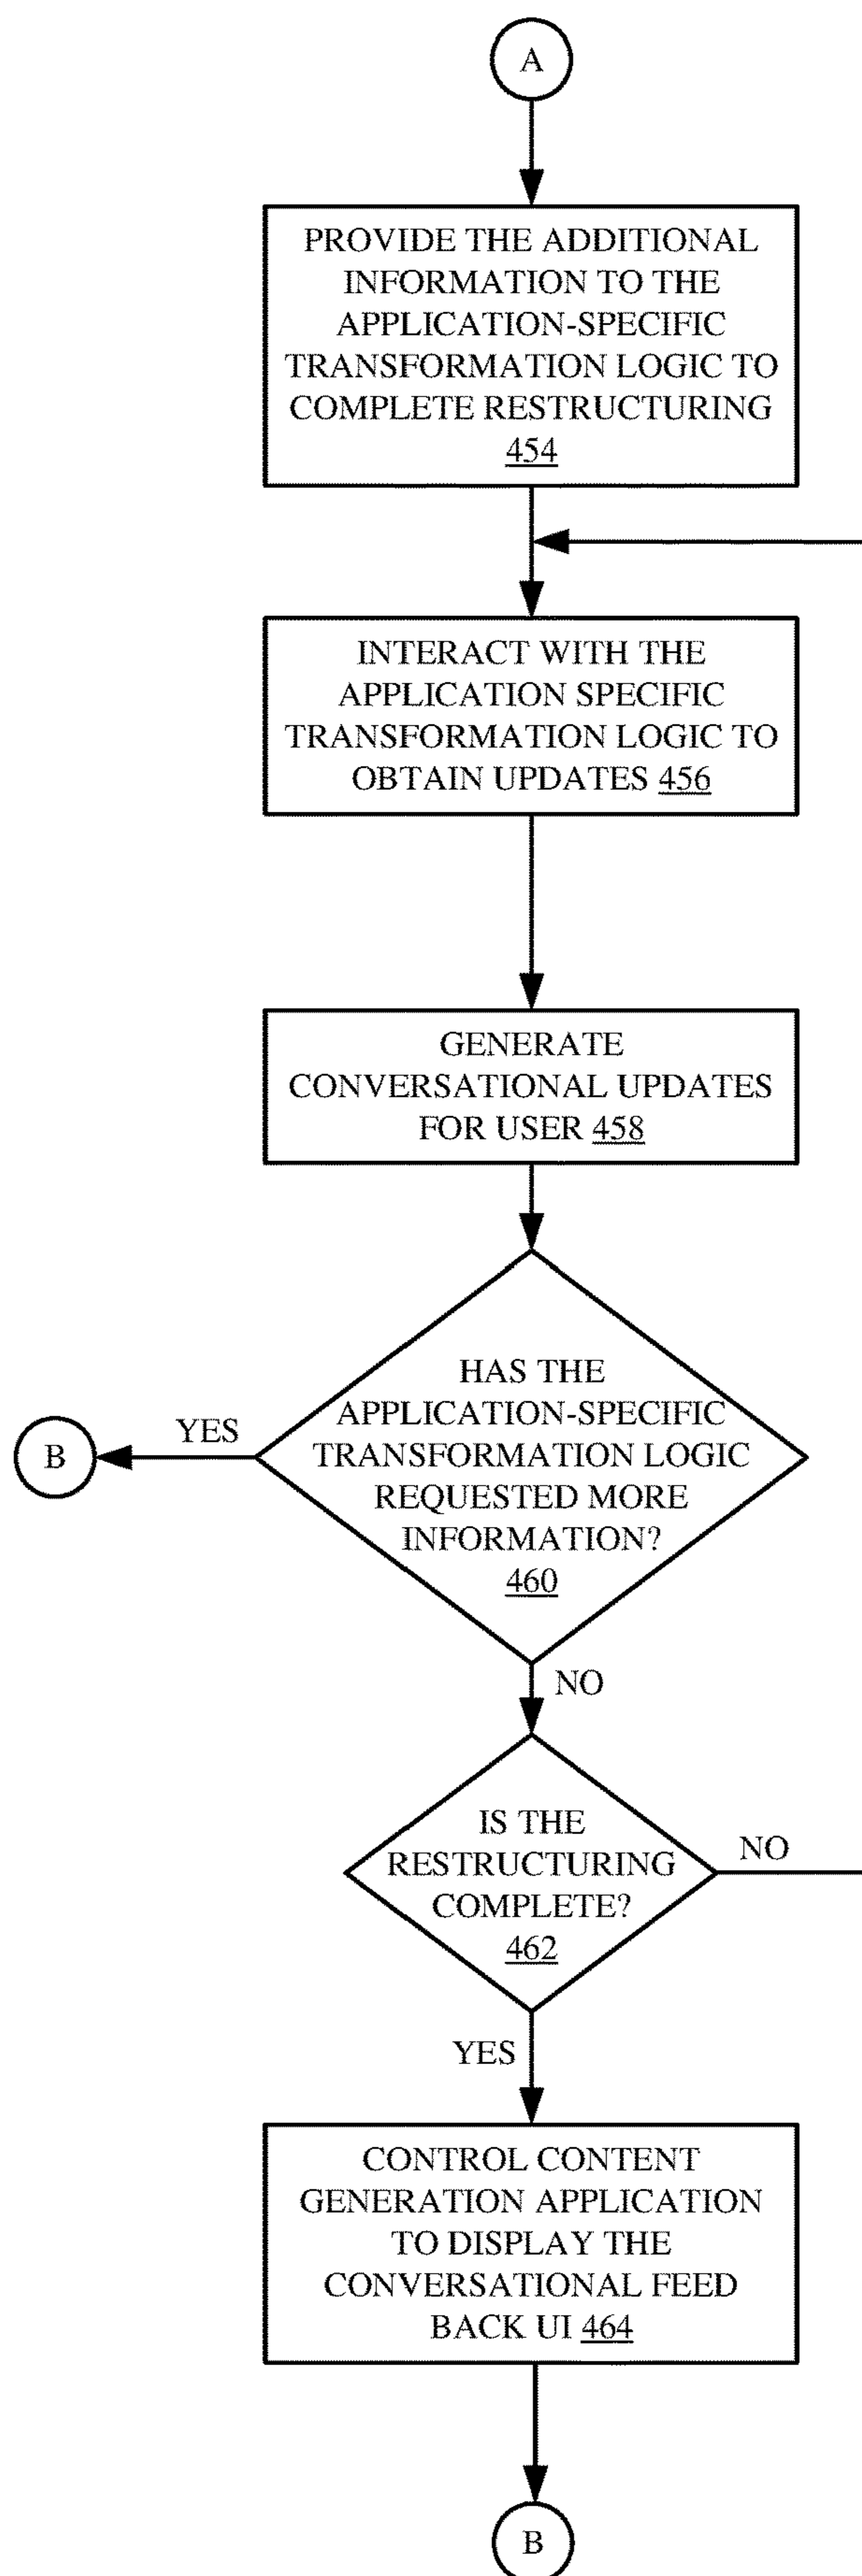 A
PROVIDE THE ADDITIONAL
INFORMATION TO THE
APPLICATION-SPECIFIC
TRANSFORMATION LOGIC TO
COMPLETE RESTRUCTURING
454
INTERACT WITH THE
APPLICATION SPECIFIC
TRANSFORMATION LOGIC TO
OBTAIN UPDATES 456
GENERATE
CONVERSATIONAL UPDATES
FOR USER 458
HAS THE
APPLICATION-SPECIFIC
TRANSFORMATION LOGIC
REQUESTED MORE
INFORMATION?
460
YES
B
NO
IS THE
RESTRUCTURING
COMPLETE?
462
NO
YES
CONTROL CONTENT
GENERATION APPLICATION
TO DISPLAY THE
CONVERSATIONAL FEED
BACK UI 464
B